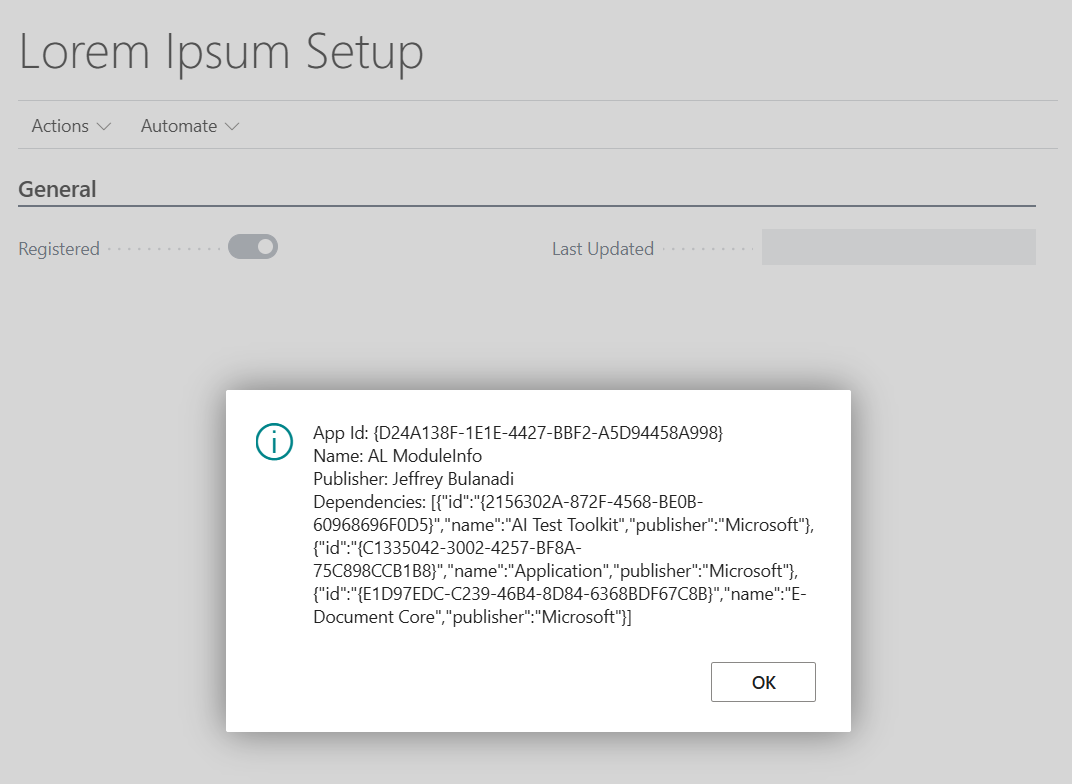 Lorem Ipsum Setup
Actions Automate
General
Registered Last Updated
App Id: {D24A138F-1E1E-4427-BBF2-A5D94458A998}
Name: AL ModuleInfo
Publisher: Jeffrey Bulanadi
Dependencies: [{"id":"{2156302A-872F-4568-BE0B-
60968696F0D5}","name":"AI Test Toolkit","publisher":"Microsoft"},
{"id":"{C1335042-3002-4257-BF8A-
75C898CCB1B8}","name":"Application","publisher":"Microsoft"},
{"id":"{E1D97EDC-C239-46B4-8D84-6368BDF67C8B}","name":"E-
Document Core","publisher":"Microsoft"}]
OK